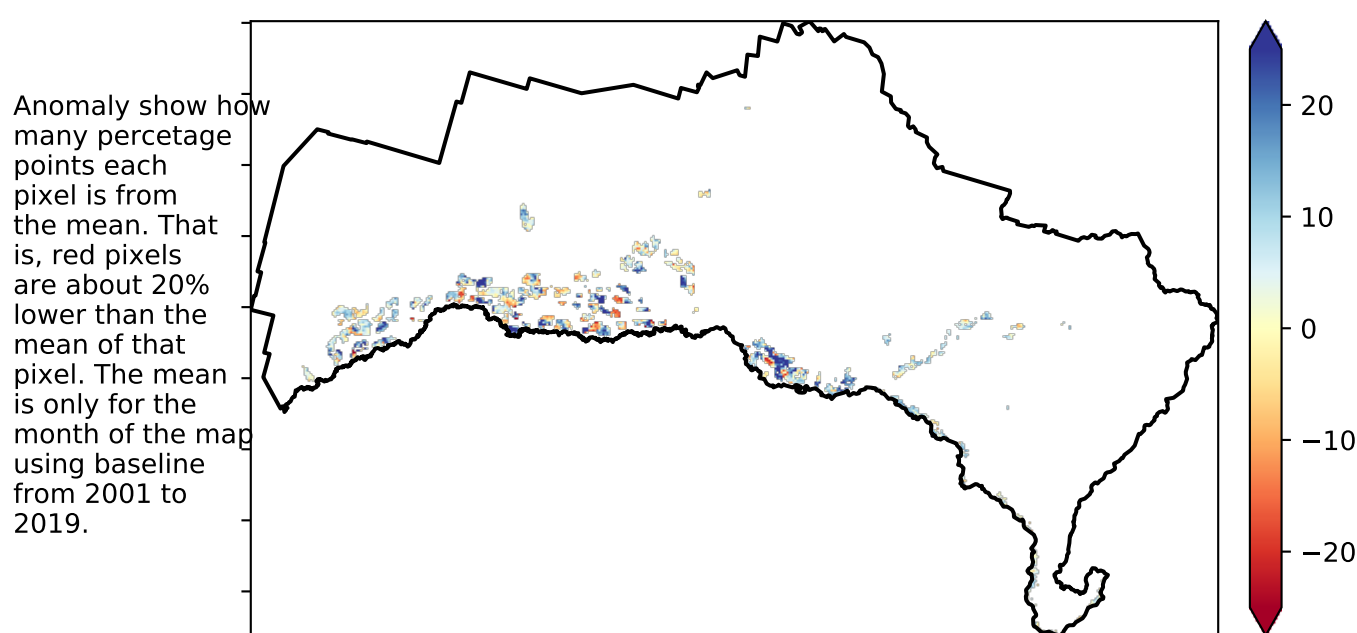 Anomaly show how
many percetage
points each
pixel is from
the mean. That
is, red pixels
are about 20%
lower than the
mean of that
pixel. The mean
is only for the
month of the map
using baseline
from 2001 to
2019.
20
10
0
−10
−20